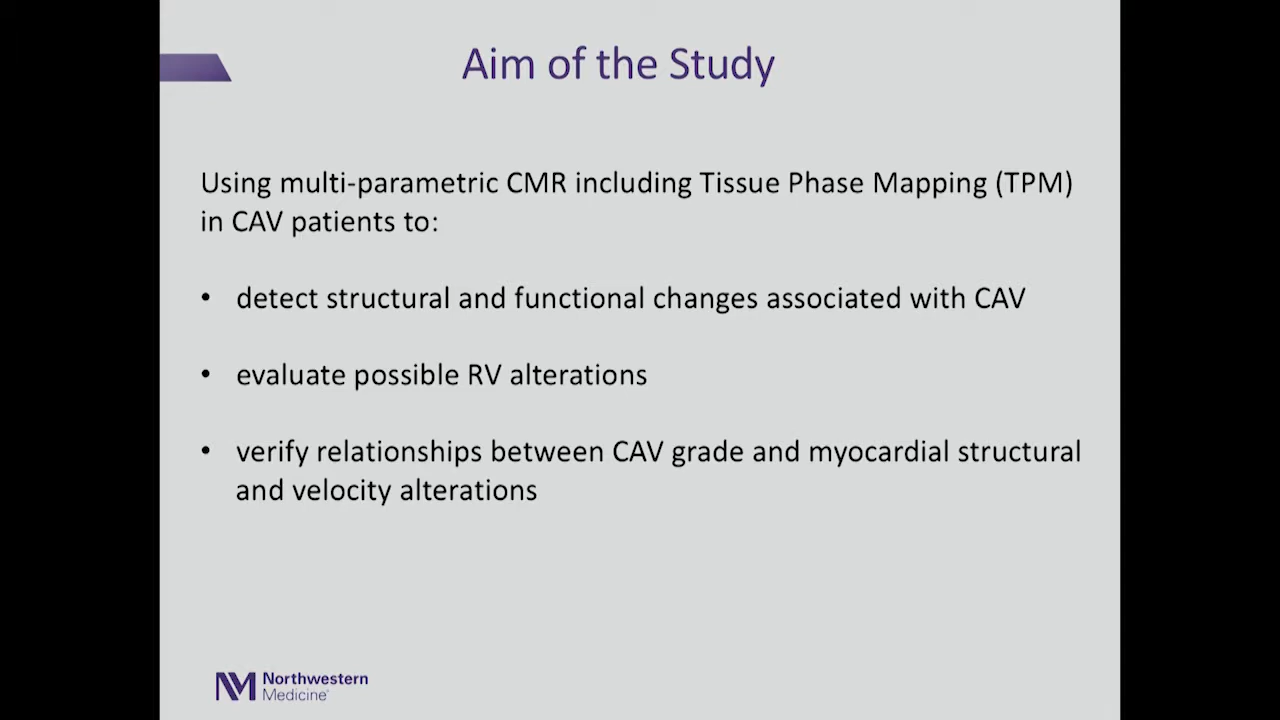 Aim of the Study
Using multi-parametric CMR including Tissue Phase Mapping (TPM)
in CAV patients to:
• detect structural and functional changes associated with CAV
• evaluate possible RV alterations
• verify relationships between CAV grade and myocardial structural
and velocity alterations
NM Northwestern
Medicine